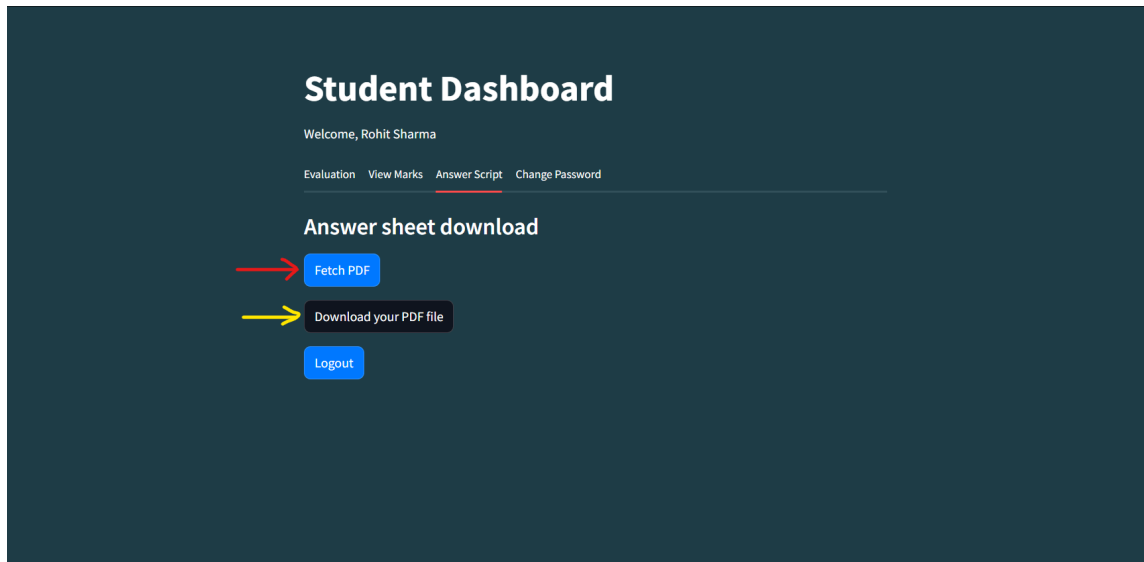 Student Dashboard
Welcome, Rohit Sharma
Evaluation View Marks Answer Script Change Password
Answer sheet download
Fetch PDF
Download your PDF file
Logout